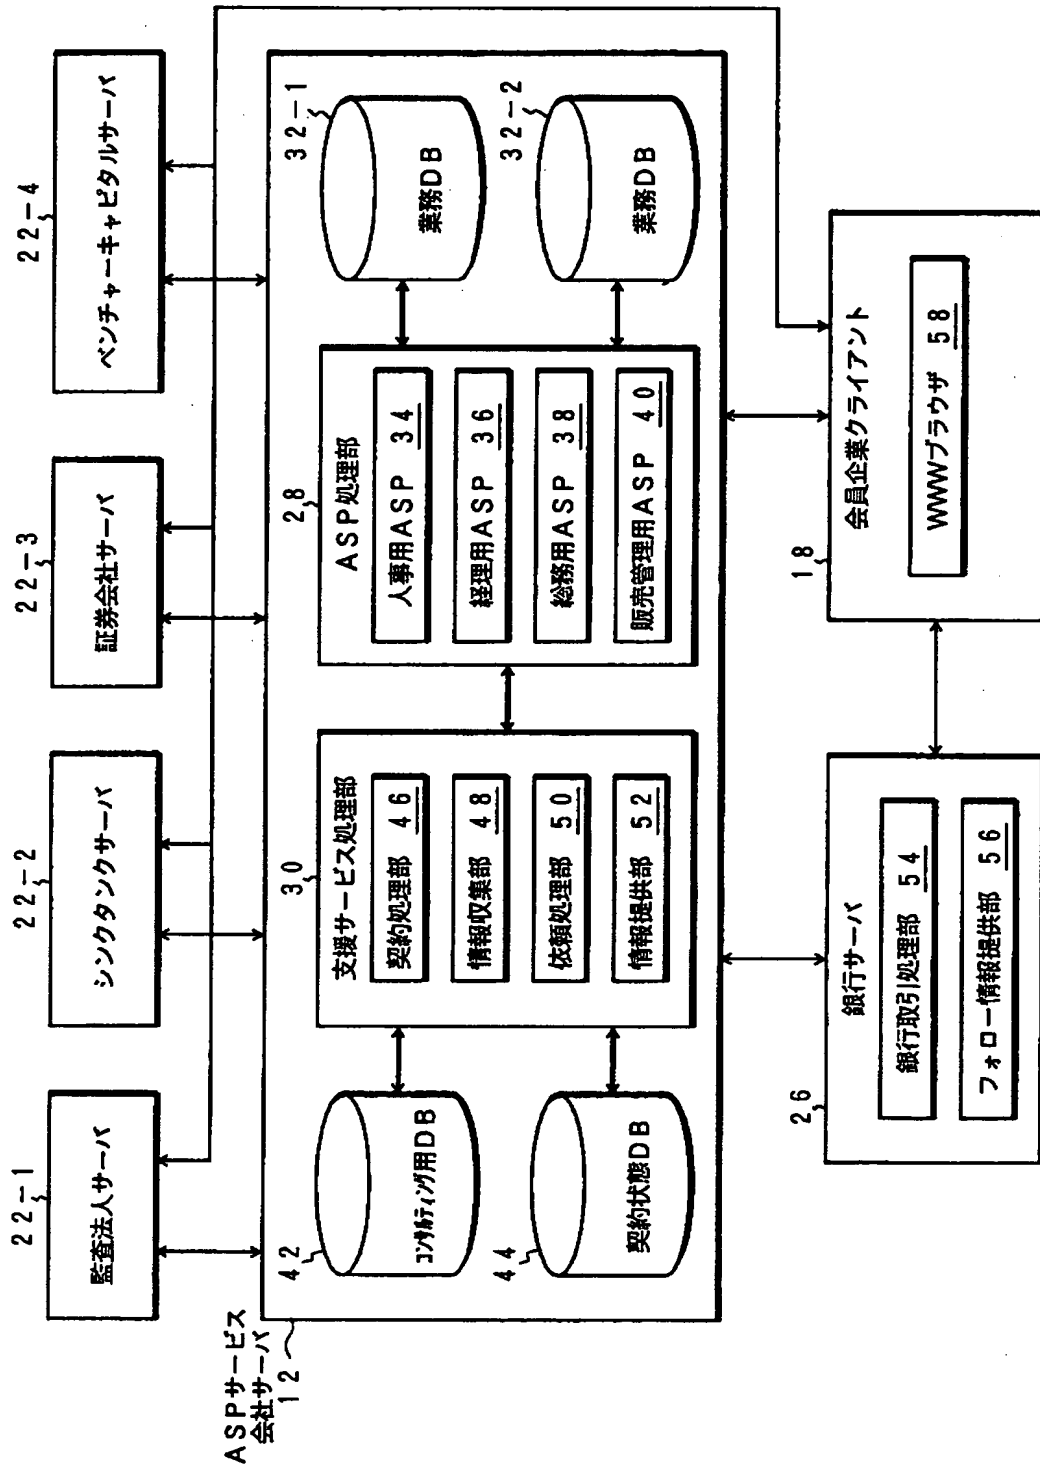 22-1
監査法人サーバ
22-2
シンクタンクサーバ
22-3
証券会社サーバ
22-4
ベンチャーキャピタルサーバ
ASPサービス
会社サーバ
12
42
コンサルティング用DB
44
契約状態DB
30
支援サービス処理部
契約処理部 46
情報収集部 48
依頼処理部 50
情報提供部 52
28
ASP処理部
人事用ASP 34
経理用ASP 36
総務用ASP 38
販売管理用ASP 40
32-1
業務DB
32-2
業務DB
26
銀行サーバ
銀行取引処理部 54
フォロー情報提供部 56
18
会員企業クライアント
WWWブラウザ 58